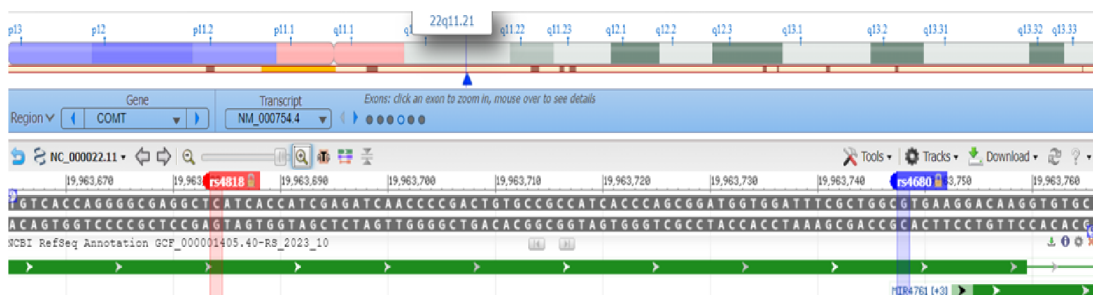 22q11.21
p13 p12 p11.2 p11.1 q11.1 q11.22 q11.23 q12.1 q12.2 q12.3 q13.1 q13.2 q13.31 q13.32 q13.33
Gene Transcript Exons: click an exon to zoom in, mouse over to see details
Region COMT NM_000754.4
NC_000022.11 Tools Tracks Download ?
19,963,670 rs4818 19,963,690 19,963,700 19,963,710 19,963,720 19,963,730 19,963,740 rs4680 19,963,760
TGTCACCAGGGGCGAGGCTCATCACCATCGAGATCAACCCCGACTGTGCCGCCATCACCCAGCGGATGGTGGATTTCGCTGGCGTGAAGGACAAGGTGTGC
ACAGTGGTCCCCGCTCCGAGTAGTGGTAGCTCTAGTTGGGGCTGACACGGCGGTAGTGGGTCGCCTACCACCTAAAGCGACCGCACTTCCTGTTCCACACG
NCBI RefSeq Annotation GCF_000001405.40-RS_2023_10
MIR4761 [+3]